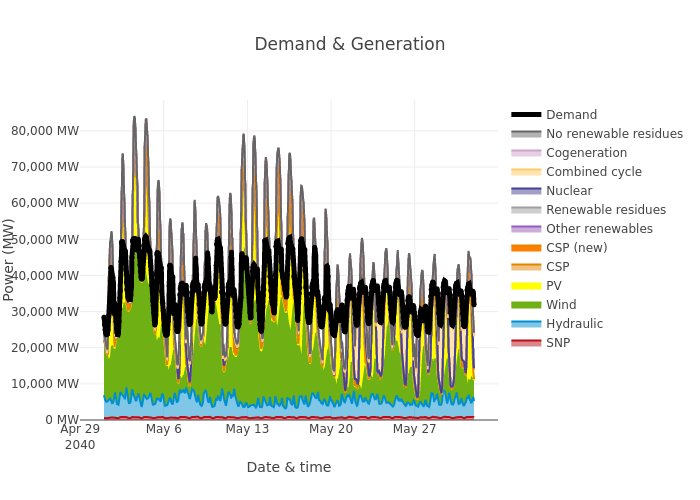 Demand & Generation
80,000 MW
70,000 MW
60,000 MW
50,000 MW
40,000 MW
30,000 MW
20,000 MW
10,000 MW
0 MW
Power (MW)
Apr 29
2040
May 6
May 13
May 20
May 27
Date & time
Demand
No renewable residues
Cogeneration
Combined cycle
Nuclear
Renewable residues
Other renewables
CSP (new)
CSP
PV
Wind
Hydraulic
SNP